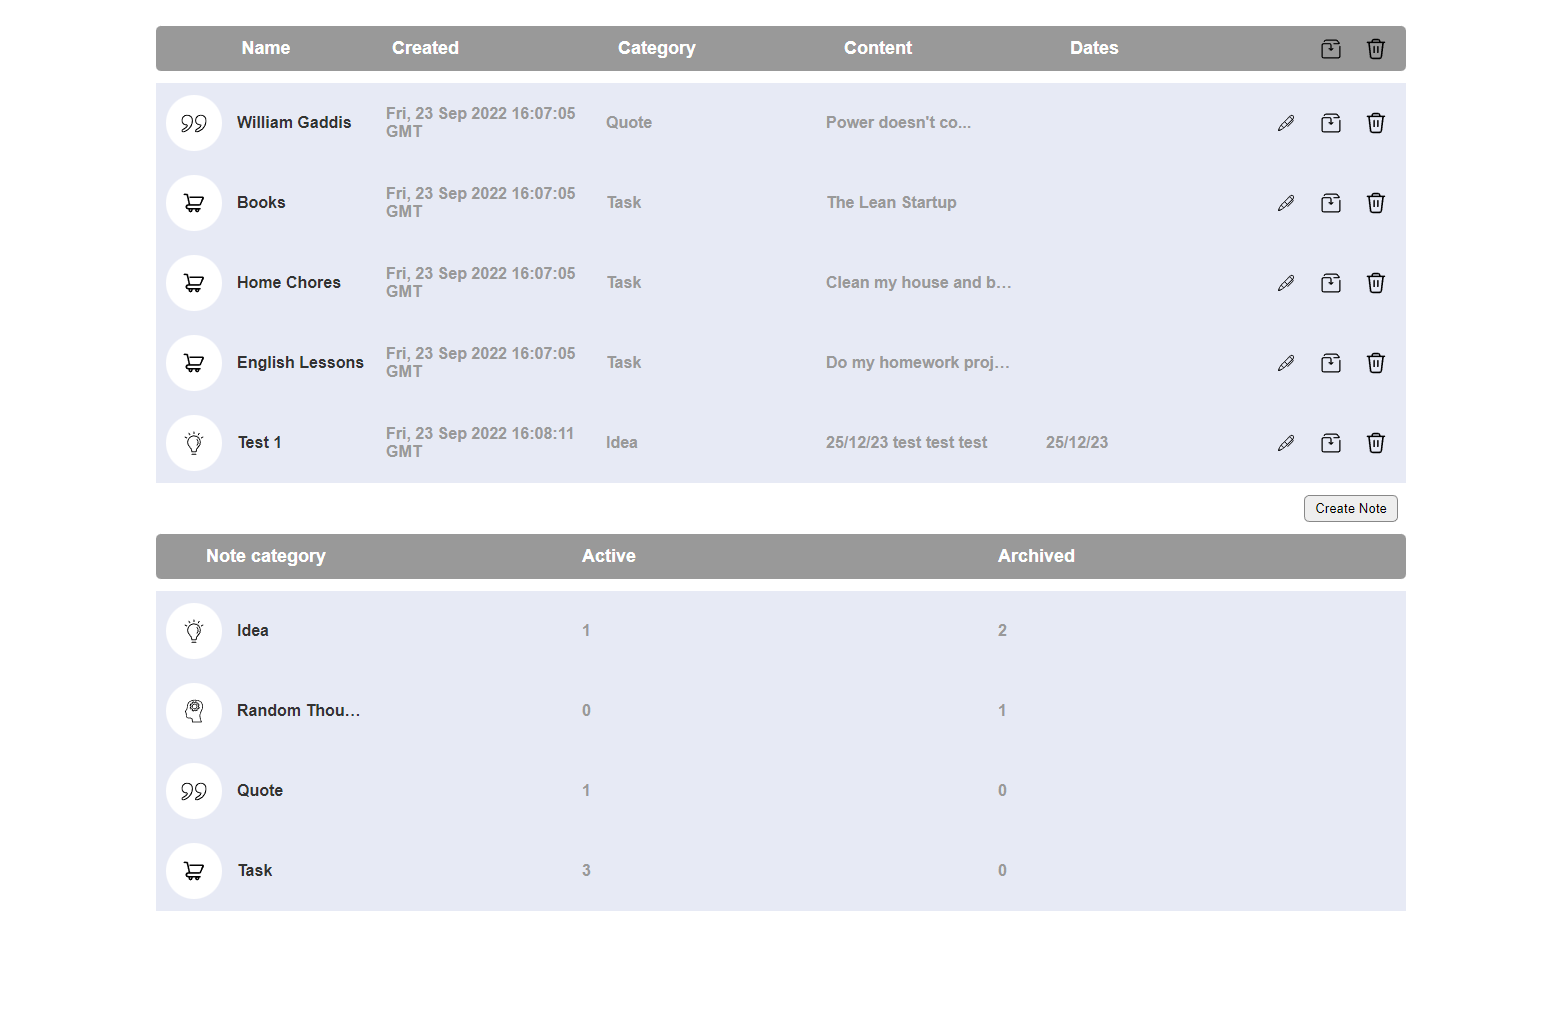 Name Created Category Content Dates
William Gaddis Fri, 23 Sep 2022 16:07:05 GMT Quote Power doesn't co...
Books Fri, 23 Sep 2022 16:07:05 GMT Task The Lean Startup
Home Chores Fri, 23 Sep 2022 16:07:05 GMT Task Clean my house and b...
English Lessons Fri, 23 Sep 2022 16:07:05 GMT Task Do my homework proj...
Test 1 Fri, 23 Sep 2022 16:08:11 GMT Idea 25/12/23 test test test 25/12/23
Create Note
Note category Active Archived
Idea 1 2
Random Thou... 0 1
Quote 1 0
Task 3 0